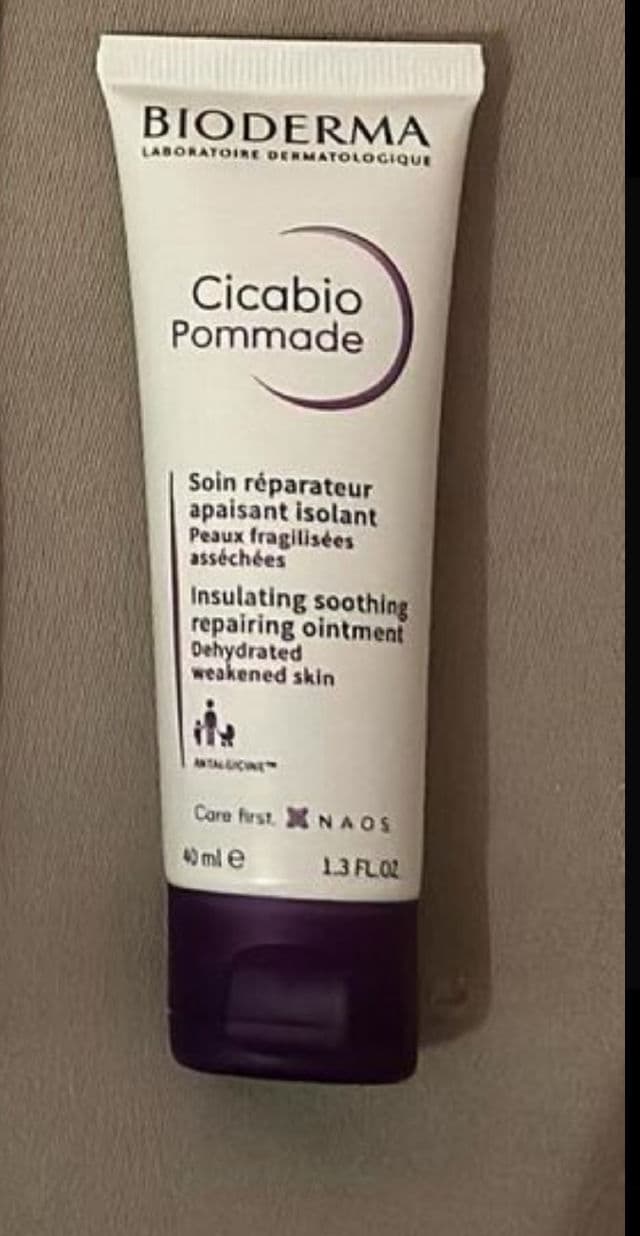 BIODERMA
LABORATOIRE DERMATOLOGIQUE
Cicabio
Pommade
Soin réparateur
apaisant isolant
Peaux fragilisées
asséchées
Insulating soothing
repairing ointment
Dehydrated
weakened skin
ANTALGICINE™
Care first. NAOS
40 ml ℮ 1.3 FL.OZ